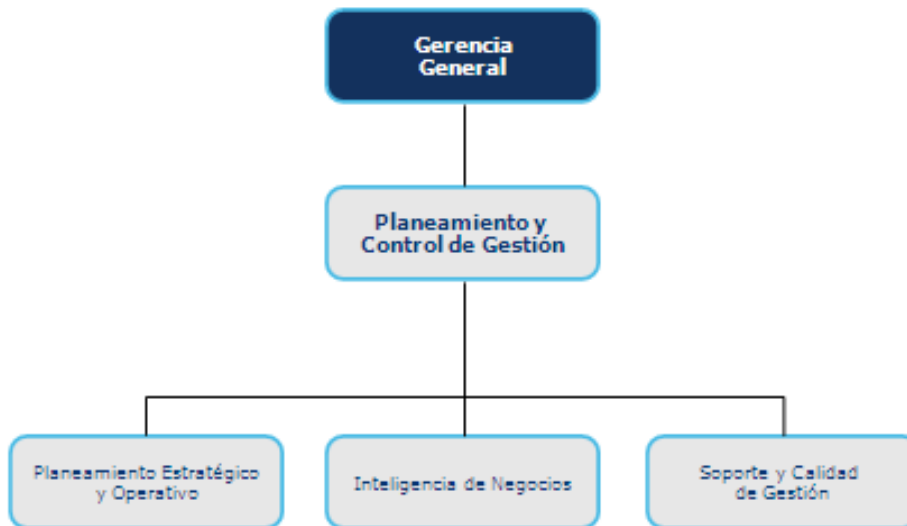 Gerencia
General
Planeamiento y
Control de Gestión
Planeamiento Estratégico
y Operativo
Inteligencia de Negocios
Soporte y Calidad
de Gestión